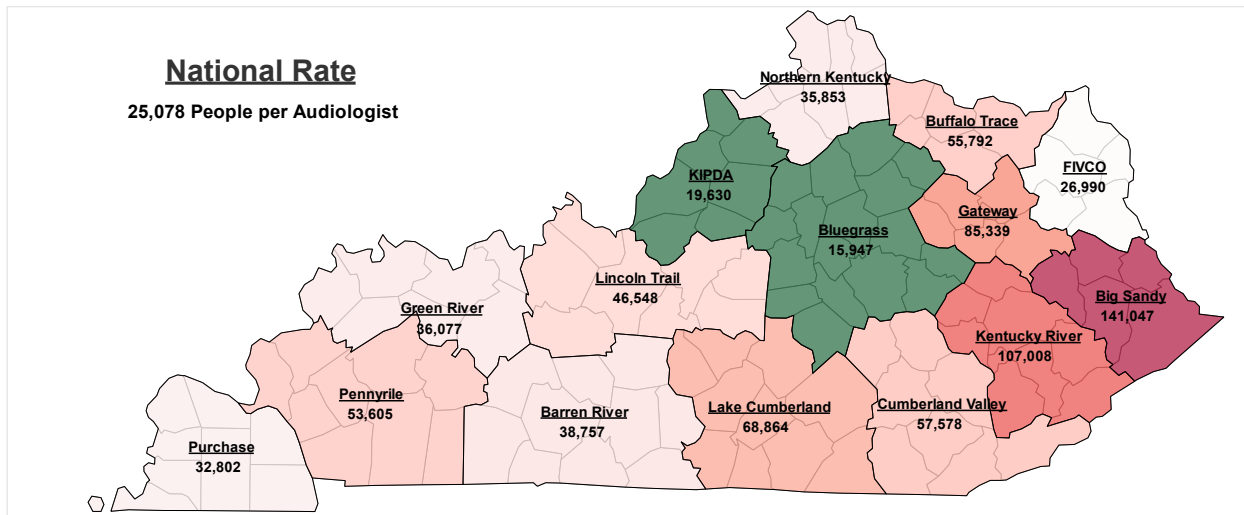 National Rate
25,078 People per Audiologist
Northern Kentucky
35,853
Buffalo Trace
55,792
FIVCO
26,990
KIPDA
19,630
Gateway
85,339
Bluegrass
15,947
Lincoln Trail
46,548
Big Sandy
141,047
Green River
36,077
Kentucky River
107,008
Pennyrile
53,605
Barren River
38,757
Lake Cumberland
68,864
Cumberland Valley
57,578
Purchase
32,802